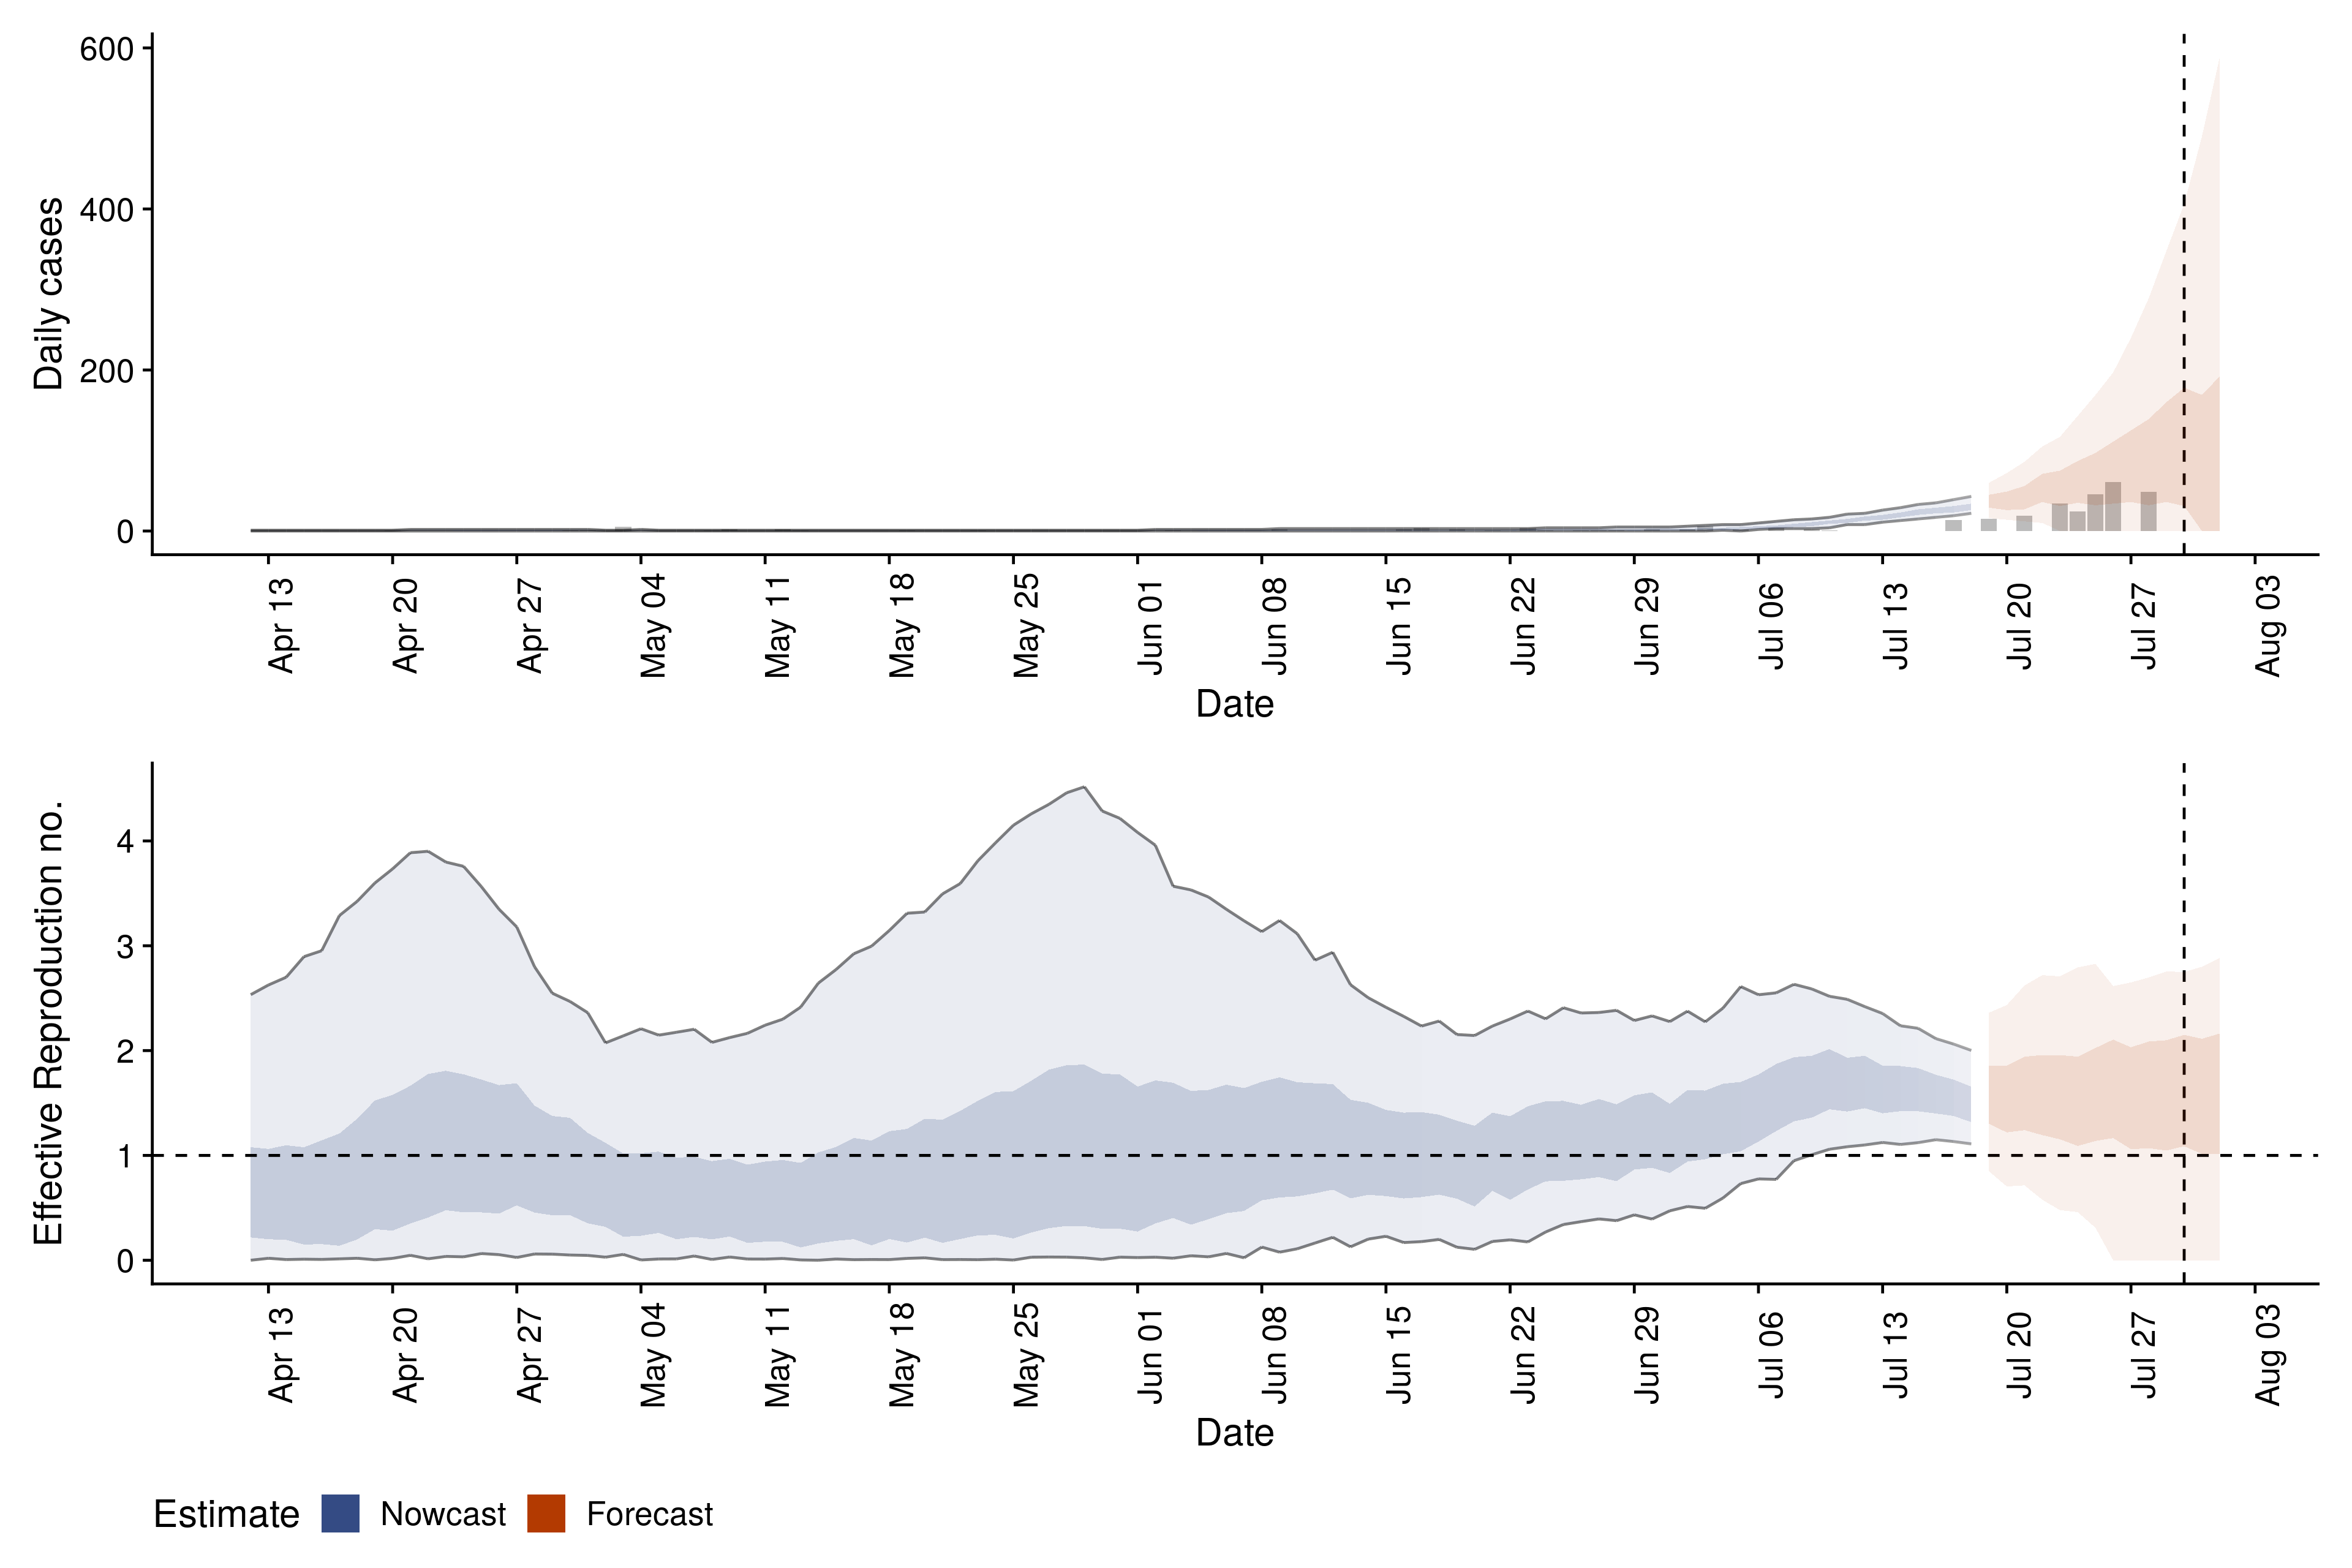 600
400
200
0
Daily cases
Apr 13
Apr 20
Apr 27
May 04
May 11
May 18
May 25
Jun 01
Jun 08
Jun 15
Jun 22
Jun 29
Jul 06
Jul 13
Jul 20
Jul 27
Aug 03
Date
4
3
2
1
0
Effective Reproduction no.
Apr 13
Apr 20
Apr 27
May 04
May 11
May 18
May 25
Jun 01
Jun 08
Jun 15
Jun 22
Jun 29
Jul 06
Jul 13
Jul 20
Jul 27
Aug 03
Date
Estimate Nowcast Forecast